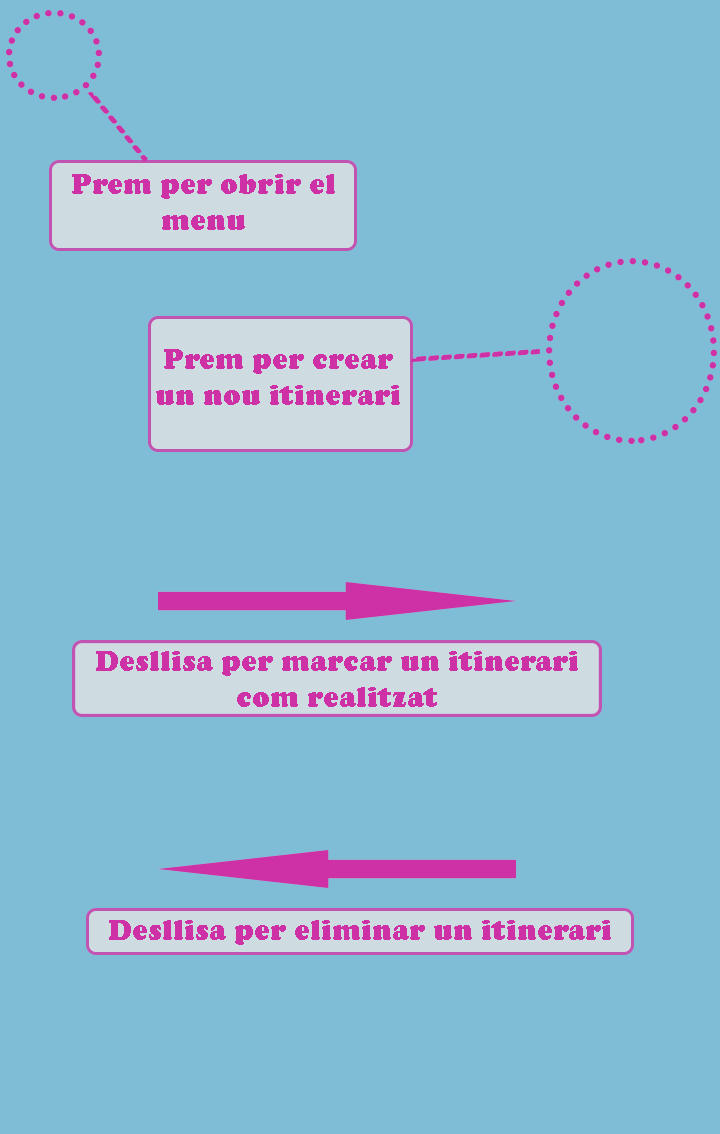 Prem per obrir el
menu
Prem per crear
un nou itinerari
Desllisa per marcar un itinerari
com realitzat
Desllisa per eliminar un itinerari